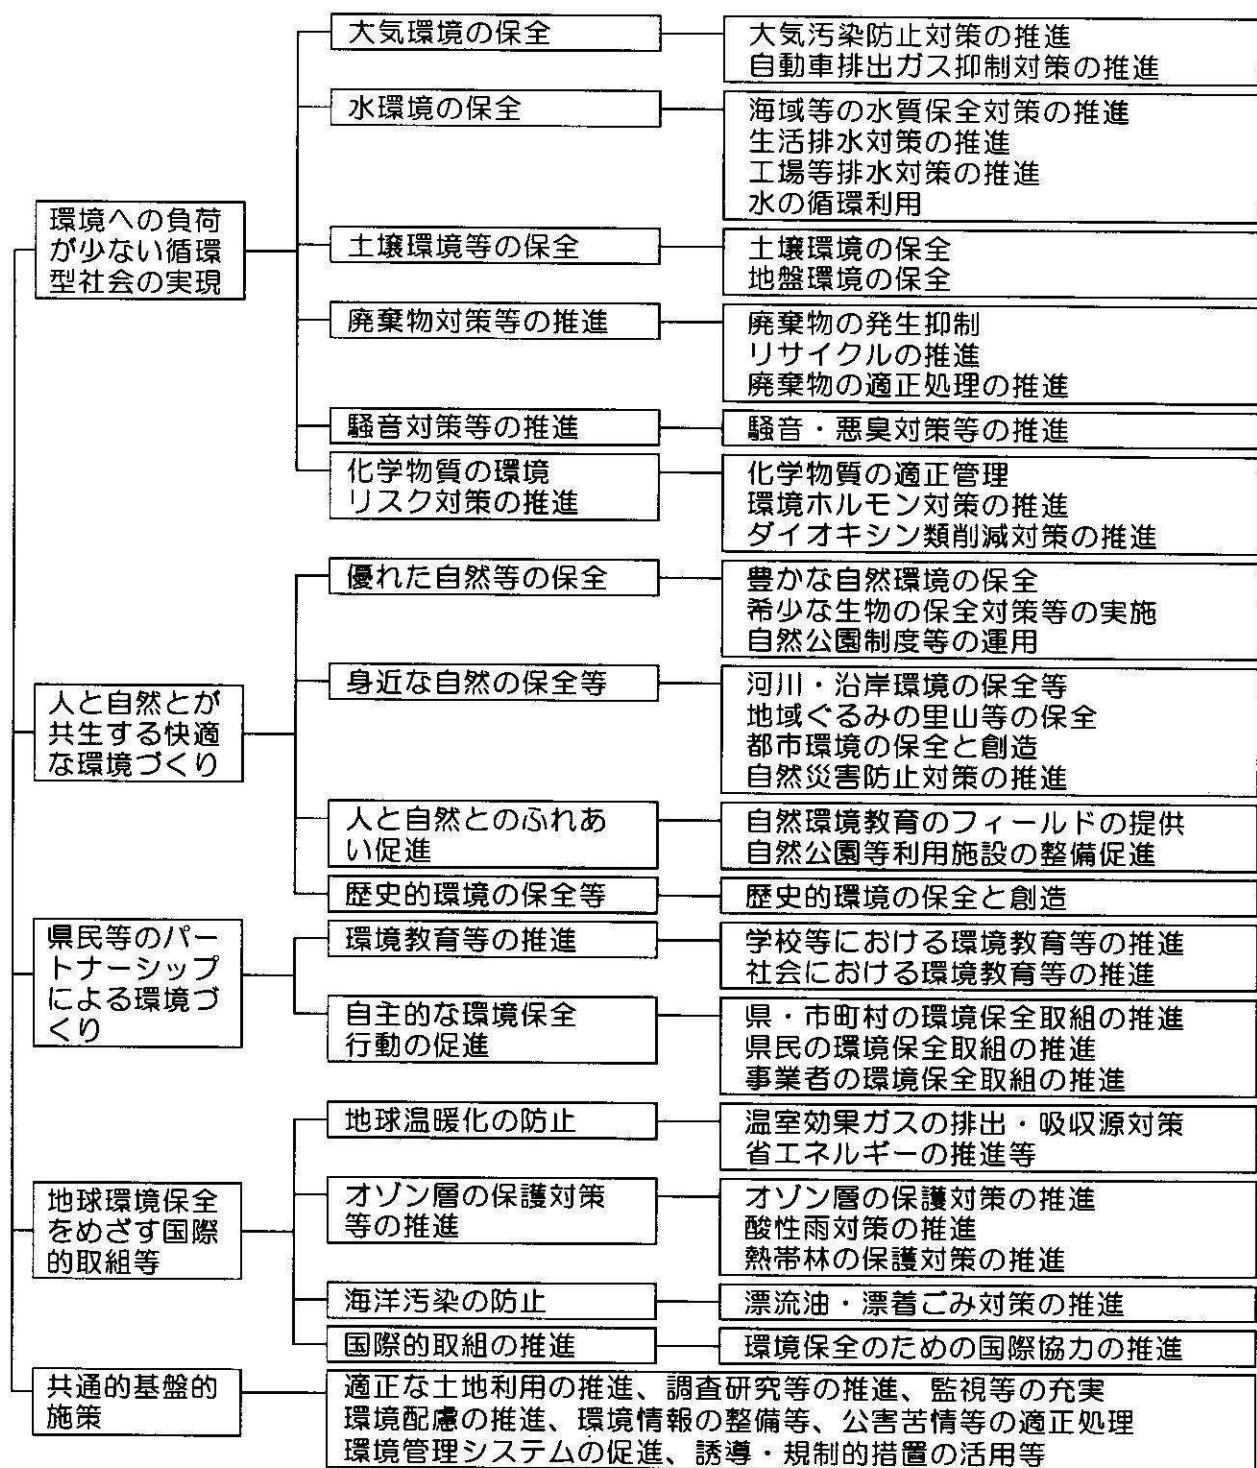 環境への負荷
が少ない循環
型社会の実現
大気環境の保全
大気汚染防止対策の推進
自動車排出ガス抑制対策の推進
水環境の保全
海域等の水質保全対策の推進
生活排水対策の推進
工場等排水対策の推進
水の循環利用
土壌環境等の保全
土壌環境の保全
地盤環境の保全
廃棄物対策等の推進
廃棄物の発生抑制
リサイクルの推進
廃棄物の適正処理の推進
騒音対策等の推進
騒音・悪臭対策等の推進
化学物質の環境
リスク対策の推進
化学物質の適正管理
環境ホルモン対策の推進
ダイオキシン類削減対策の推進
人と自然とが
共生する快適
な環境づくり
優れた自然等の保全
豊かな自然環境の保全
希少な生物の保全対策等の実施
自然公園制度等の運用
身近な自然の保全等
河川・沿岸環境の保全等
地域ぐるみの里山等の保全
都市環境の保全と創造
自然災害防止対策の推進
人と自然とのふれあ
い促進
自然環境教育のフィールドの提供
自然公園等利用施設の整備促進
歴史的環境の保全等
歴史的環境の保全と創造
県民等のパー
トナーシップ
による環境づ
くり
環境教育等の推進
学校等における環境教育等の推進
社会における環境教育等の推進
自主的な環境保全
行動の促進
県・市町村の環境保全取組の推進
県民の環境保全取組の推進
事業者の環境保全取組の推進
地球環境保全
をめざす国際
的取組等
地球温暖化の防止
温室効果ガスの排出・吸収源対策
省エネルギーの推進等
オゾン層の保護対策
等の推進
オゾン層の保護対策の推進
酸性雨対策の推進
熱帯林の保護対策の推進
海洋汚染の防止
漂流油・漂着ごみ対策の推進
国際的取組の推進
環境保全のための国際協力の推進
共通的基盤的
施策
適正な土地利用の推進、調査研究等の推進、監視等の充実
環境配慮の推進、環境情報の整備等、公害苦情等の適正処理
環境管理システムの促進、誘導・規制的措置の活用等